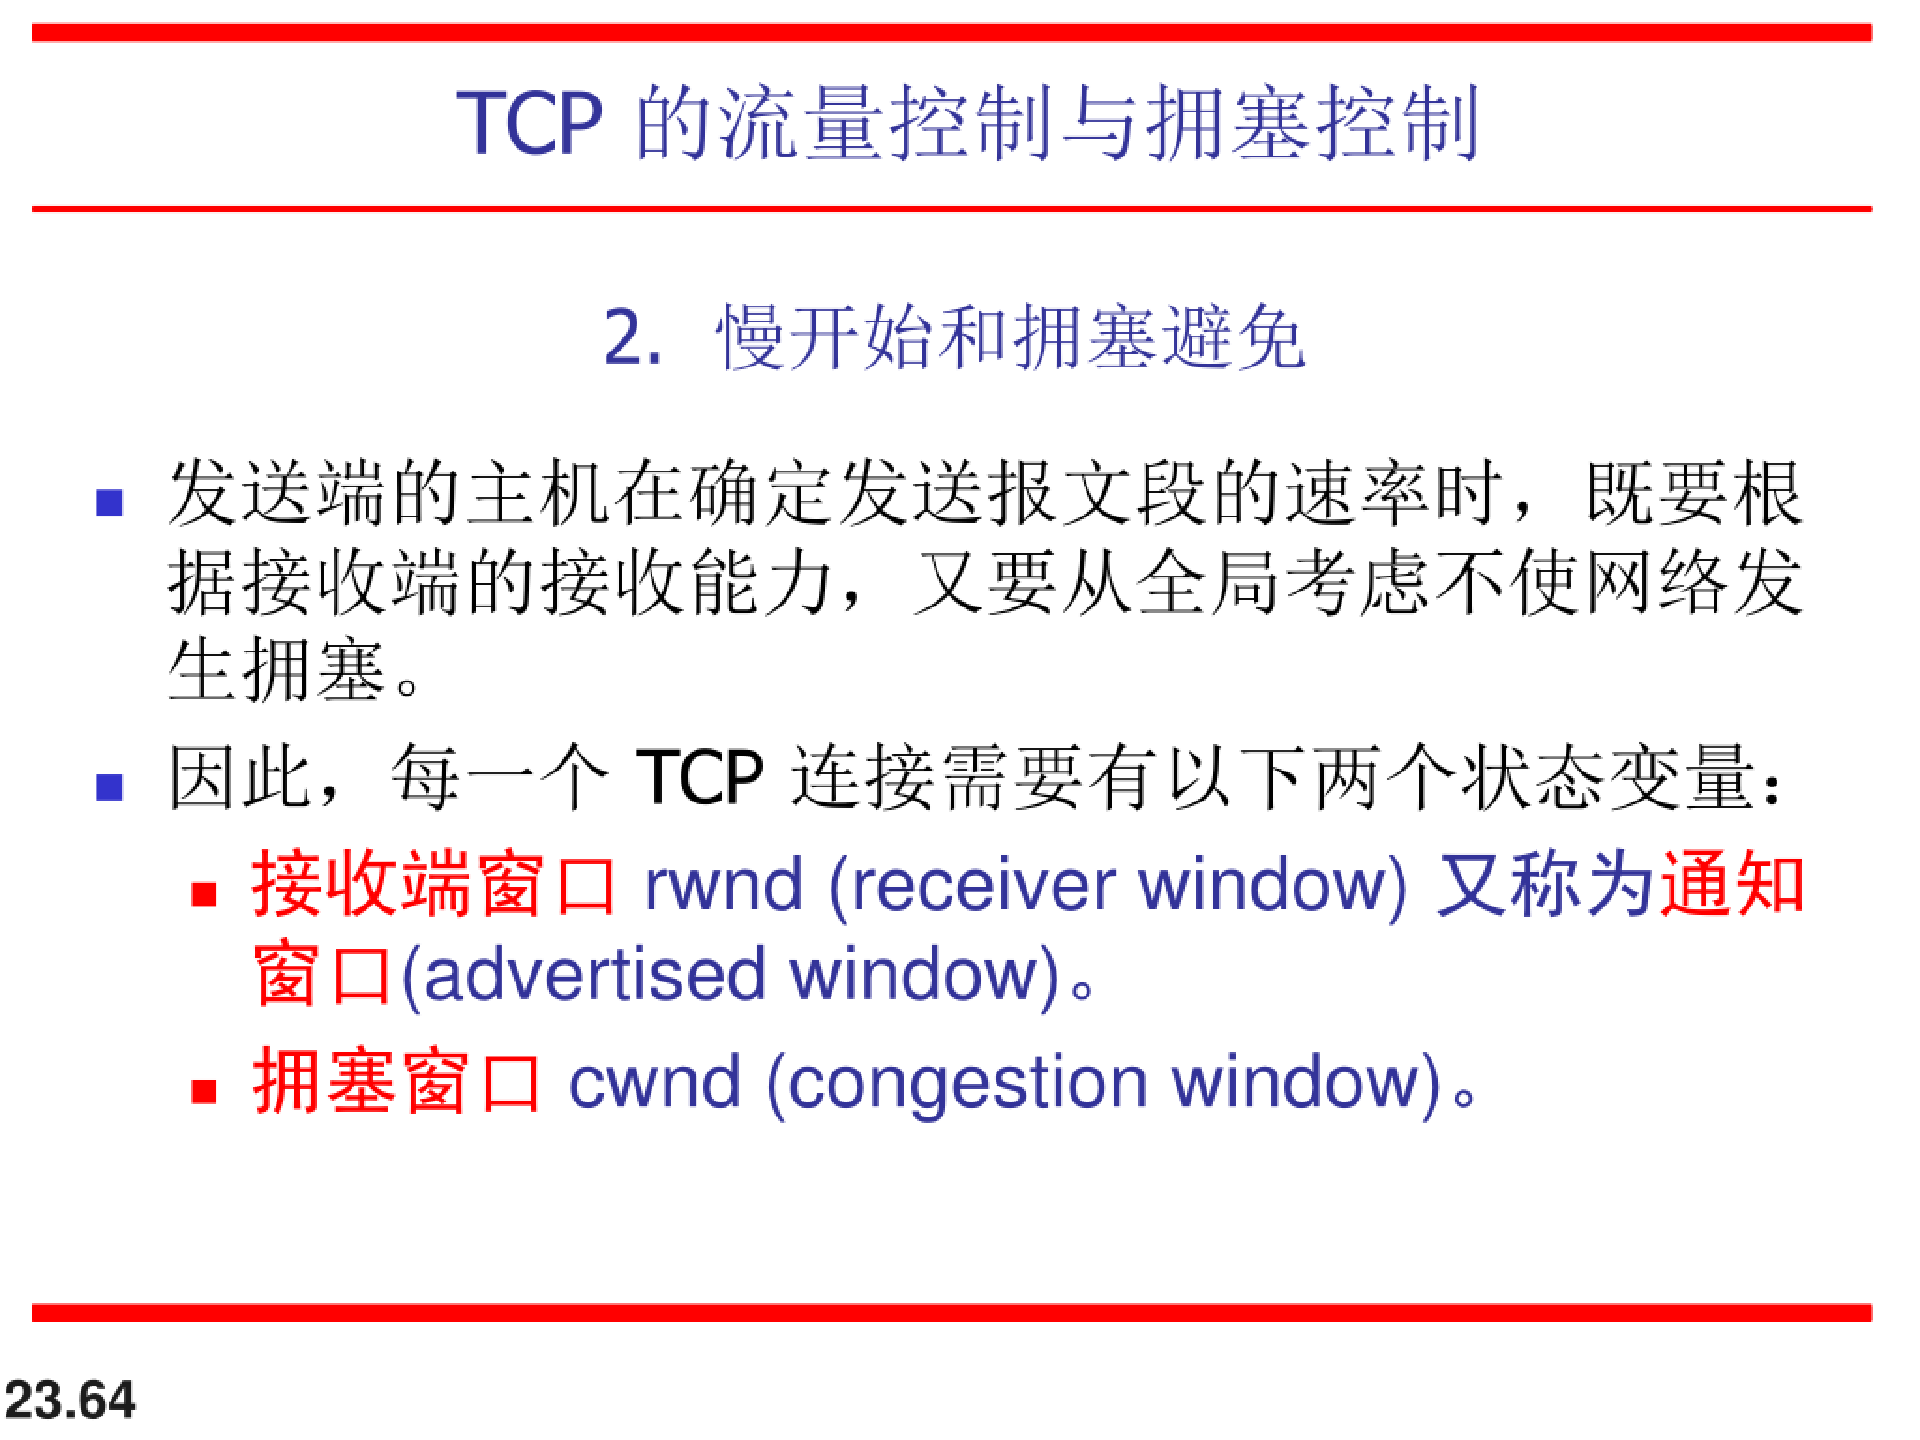 TCP 的流量控制与拥塞控制
2. 慢开始和拥塞避免
发送端的主机在确定发送报文段的速率时，既要根
据接收端的接收能力，又要从全局考虑不使网络发
生拥塞。
因此，每一个 TCP 连接需要有以下两个状态变量：
接收端窗口 rwnd (receiver window) 又称为通知
窗口(advertised window)。
拥塞窗口 cwnd (congestion window)。
23.64